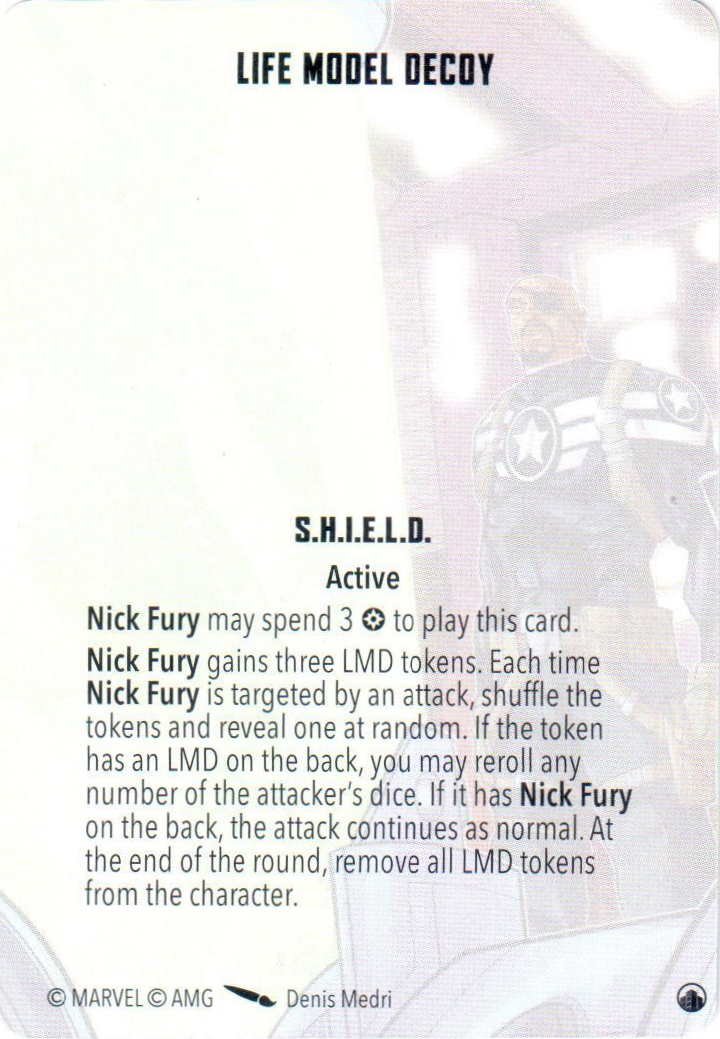 LIFE MODEL DECOY
S.H.I.E.L.D.
Active
Nick Fury may spend 3 to play this card.
Nick Fury gains three LMD tokens. Each time
Nick Fury is targeted by an attack, shuffle the
tokens and reveal one at random. If the token
has an LMD on the back, you may reroll any
number of the attacker's dice. If it has Nick Fury
on the back, the attack continues as normal. At
the end of the round, remove all LMD tokens
from the character.
© MARVEL © AMG Denis Medri